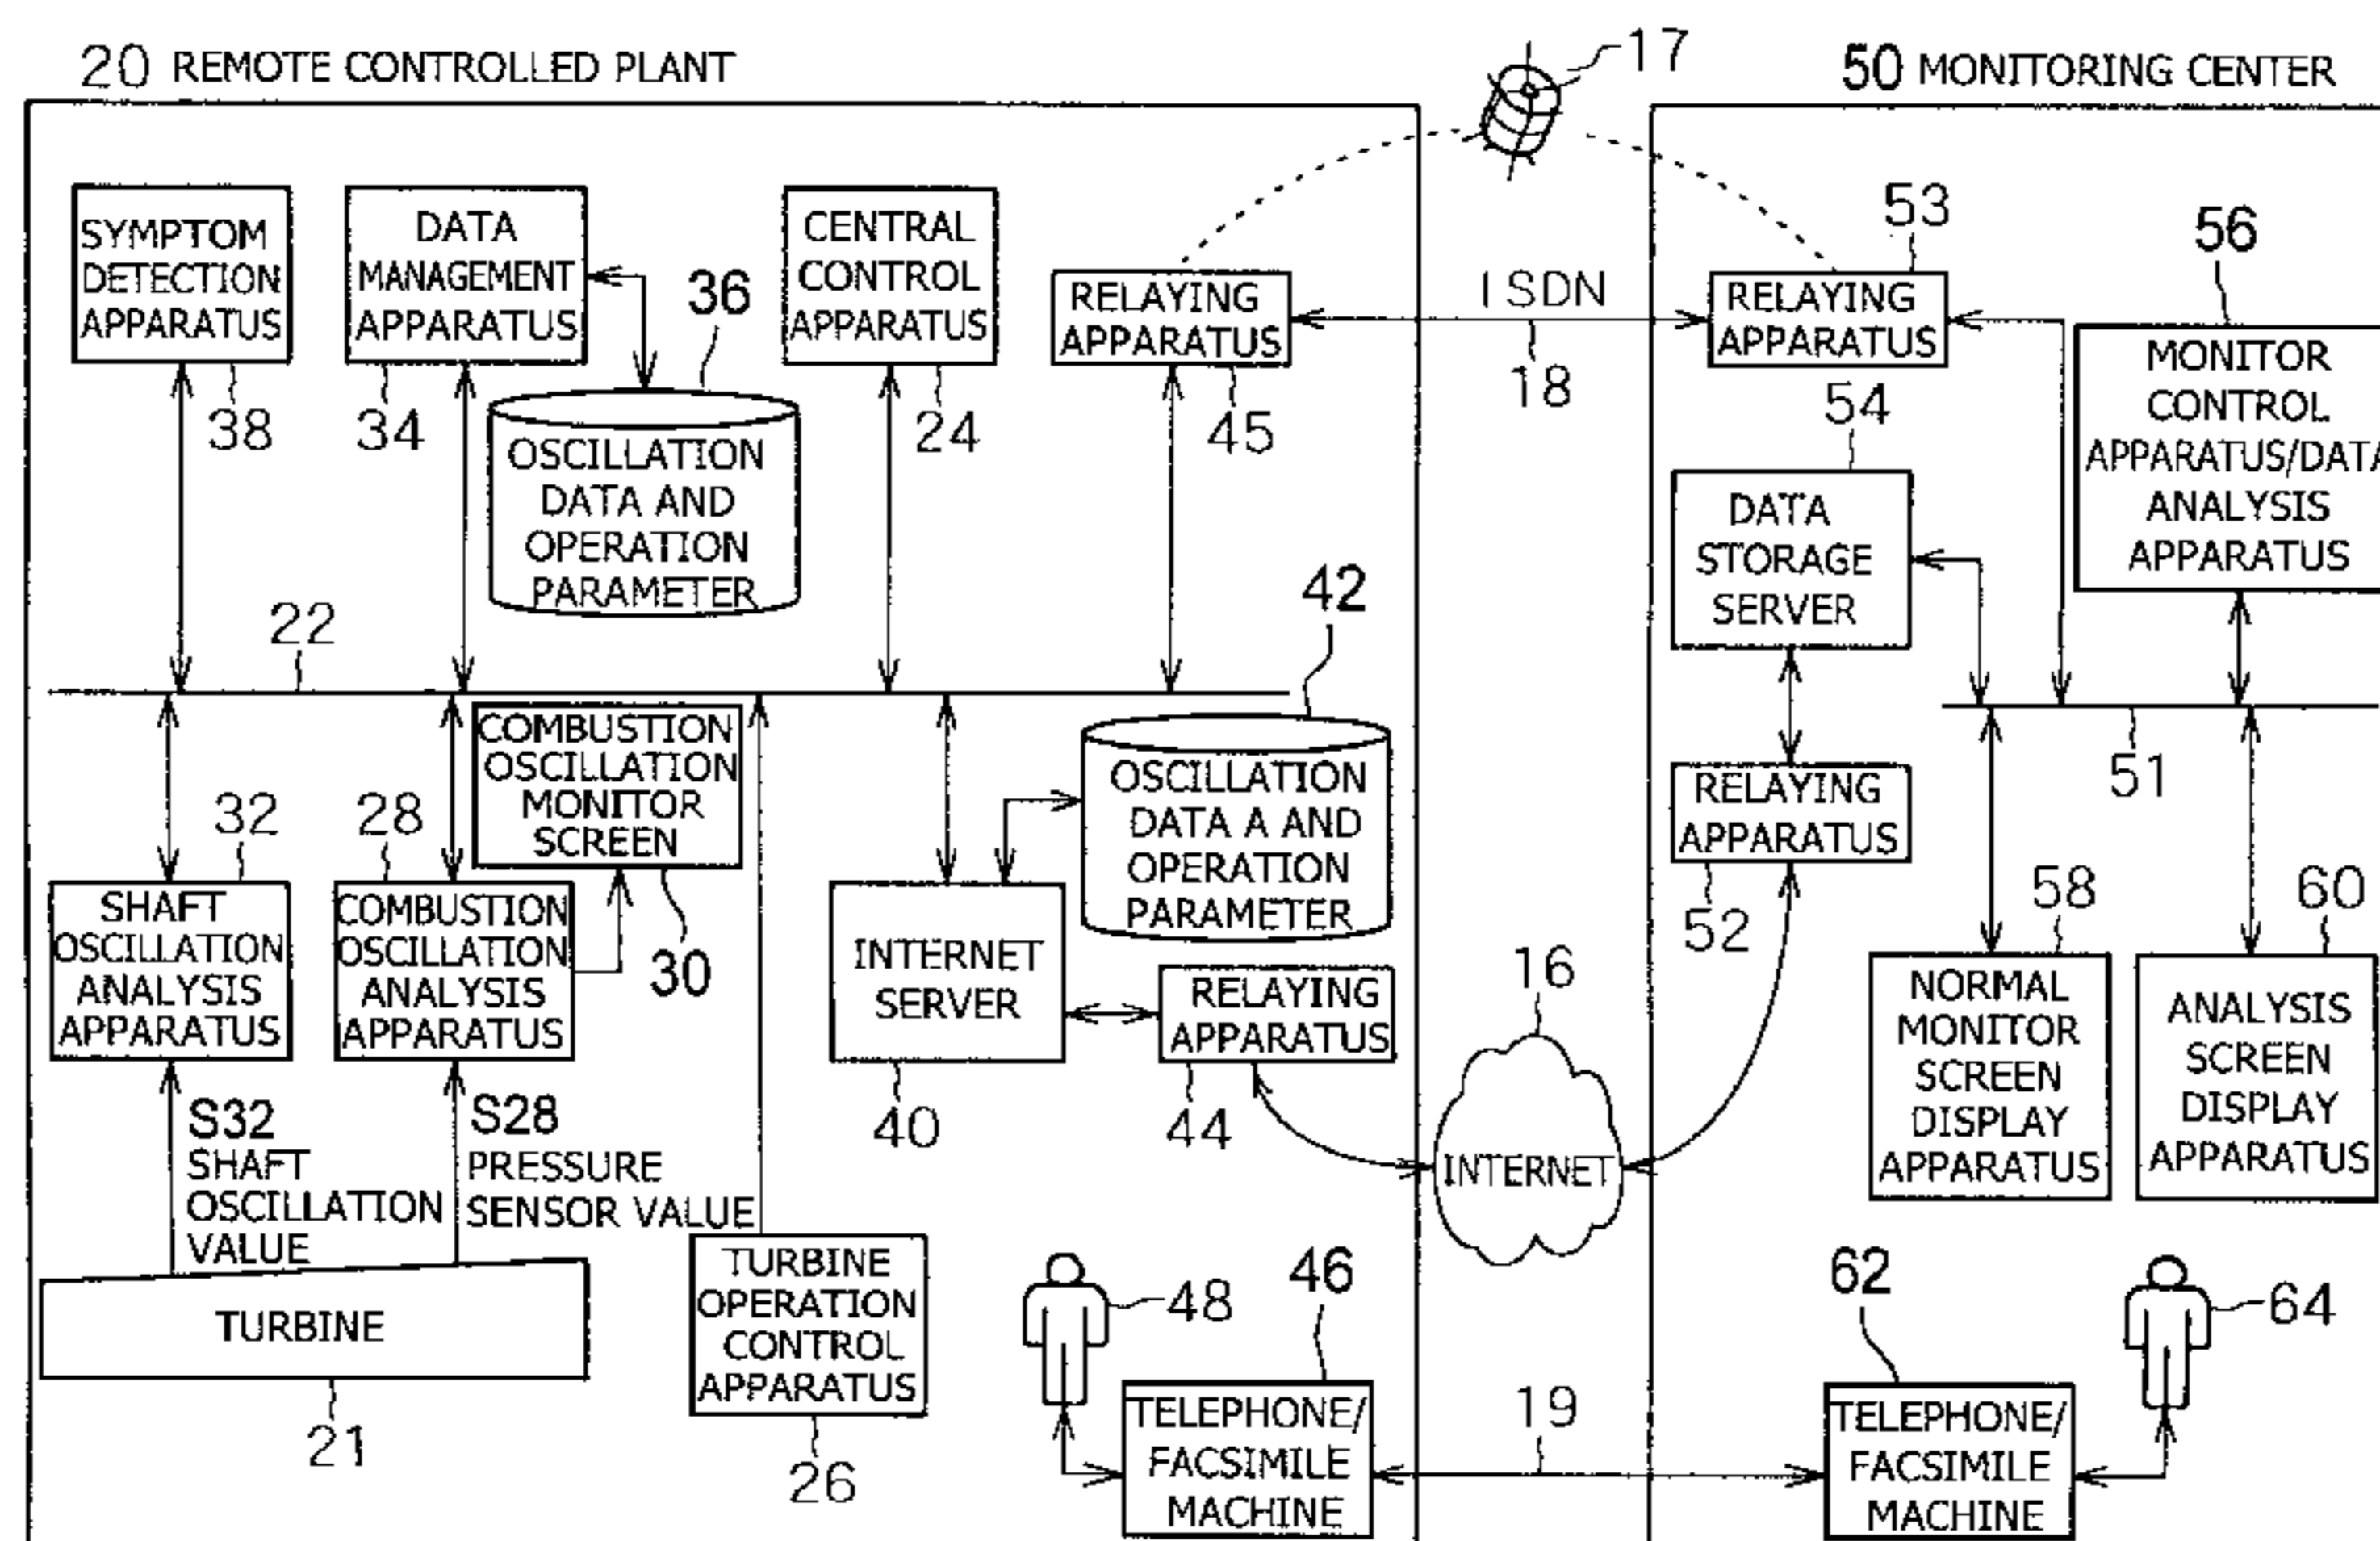 20 REMOTE CONTROLLED PLANT
17
50 MONITORING CENTER
SYMPTOM
DETECTION
APPARATUS
38
DATA
MANAGEMENT
APPARATUS
34
36
OSCILLATION
DATA AND
OPERATION
PARAMETER
CENTRAL
CONTROL
APPARATUS
24
RELAYING
APPARATUS
45
ISDN
18
53
RELAYING
APPARATUS
56
MONITOR
CONTROL
APPARATUS/DATA
ANALYSIS
APPARATUS
54
DATA
STORAGE
SERVER
22
42
OSCILLATION
DATA A AND
OPERATION
PARAMETER
51
COMBUSTION
OSCILLATION
MONITOR
SCREEN
30
32
SHAFT
OSCILLATION
ANALYSIS
APPARATUS
28
COMBUSTION
OSCILLATION
ANALYSIS
APPARATUS
INTERNET
SERVER
40
RELAYING
APPARATUS
44
16
INTERNET
RELAYING
APPARATUS
52
58
NORMAL
MONITOR
SCREEN
DISPLAY
APPARATUS
60
ANALYSIS
SCREEN
DISPLAY
APPARATUS
S32
SHAFT
OSCILLATION
VALUE
S28
PRESSURE
SENSOR VALUE
TURBINE
21
TURBINE
OPERATION
CONTROL
APPARATUS
26
48
46
TELEPHONE/
FACSIMILE
MACHINE
19
62
TELEPHONE/
FACSIMILE
MACHINE
64